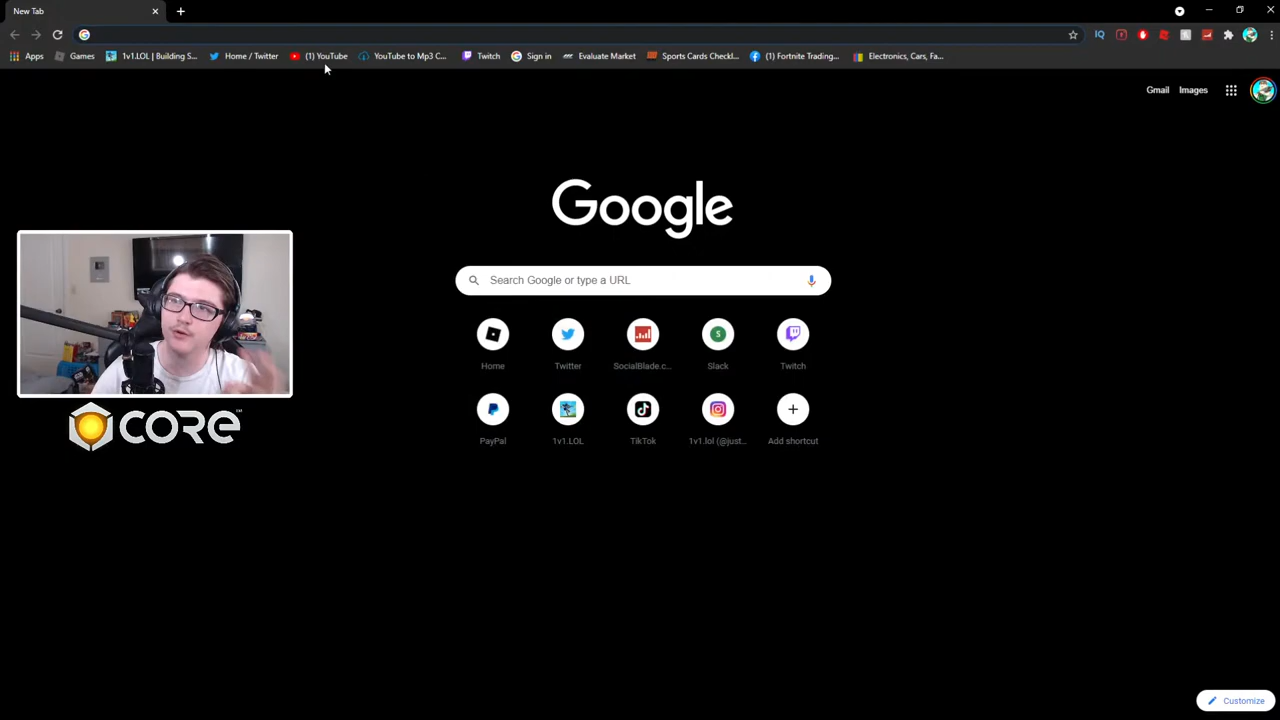 New Tab
Apps Games 1v1.LOL | Building S... Home / Twitter (1) YouTube YouTube to Mp3 C... Twitch Sign in Evaluate Market Sports Cards Checkl... (1) Fortnite Trading... Electronics, Cars, Fa...
Gmail Images
Google
Search Google or type a URL
Home Twitter SocialBlade.c... Slack Twitch
PayPal 1v1.LOL TikTok 1v1.lol (@just... Add shortcut
CORE™
Customize